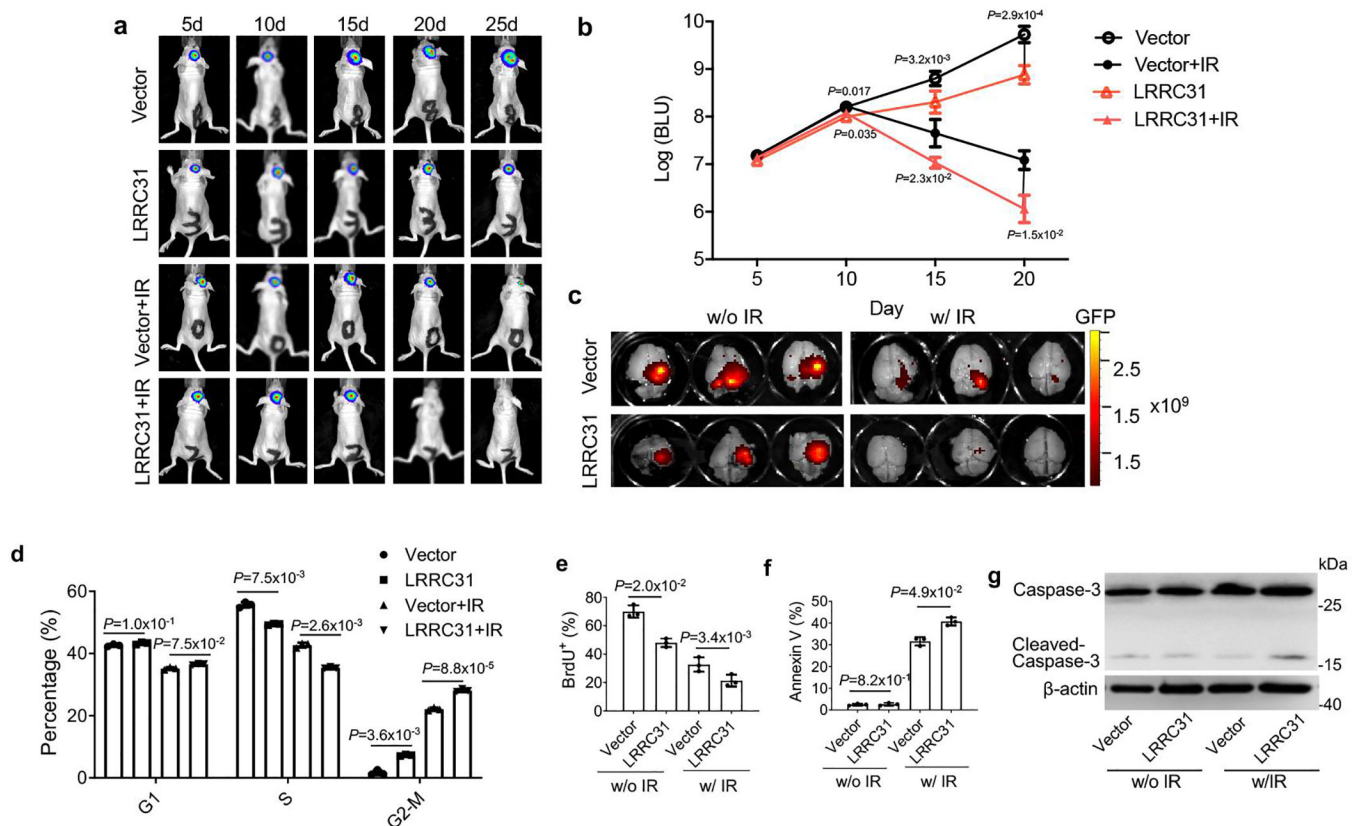 a
5d 10d 15d 20d 25d
Vector
LRRC31
Vector+IR
LRRC31+IR
b
Log (BLU)
10
9
8
7
6
5
5 10 15 20
Day
P=0.017
P=0.035
P=3.2x10-3
P=2.3x10-2
P=2.9x10-4
P=1.5x10-2
Vector
Vector+IR
LRRC31
LRRC31+IR
c
w/o IR w/ IR GFP
Vector
LRRC31
2.5
1.5
1.5
x10⁹
d
Percentage (%)
60
40
20
0
P=1.0x10-1
P=7.5x10-2
P=7.5x10-3
P=2.6x10-3
P=3.6x10-3
P=8.8x10-5
G1 S G2-M
Vector
LRRC31
Vector+IR
LRRC31+IR
e
BrdU+ (%)
80
60
40
20
0
P=2.0x10-2
P=3.4x10-3
Vector LRRC31 Vector LRRC31
w/o IR w/ IR
f
Annexin V (%)
50
40
30
20
10
0
P=8.2x10-1
P=4.9x10-2
Vector LRRC31 Vector LRRC31
w/o IR w/ IR
g
kDa
Caspase-3
-25
Cleaved-
Caspase-3
-15
β-actin
-40
Vector LRRC31 Vector LRRC31
w/o IR w/IR